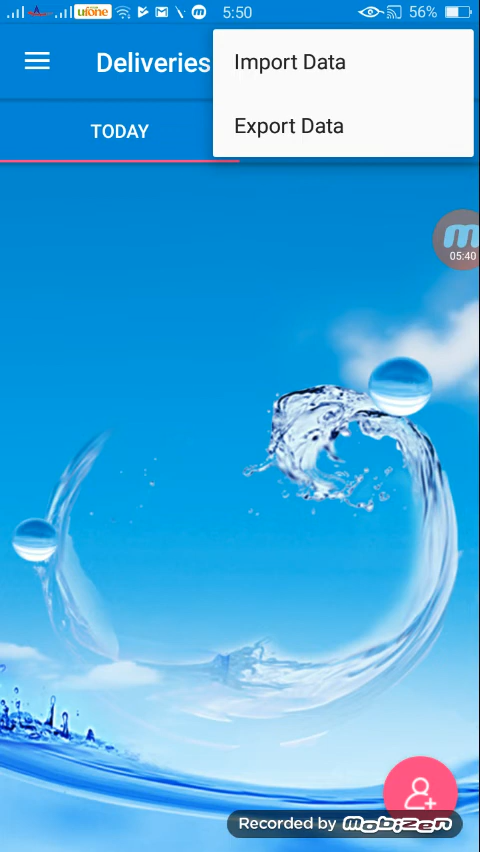 ufone 5:50 56%
Deliveries
Import Data
Export Data
TODAY
m
05:40
Recorded by Mobizen